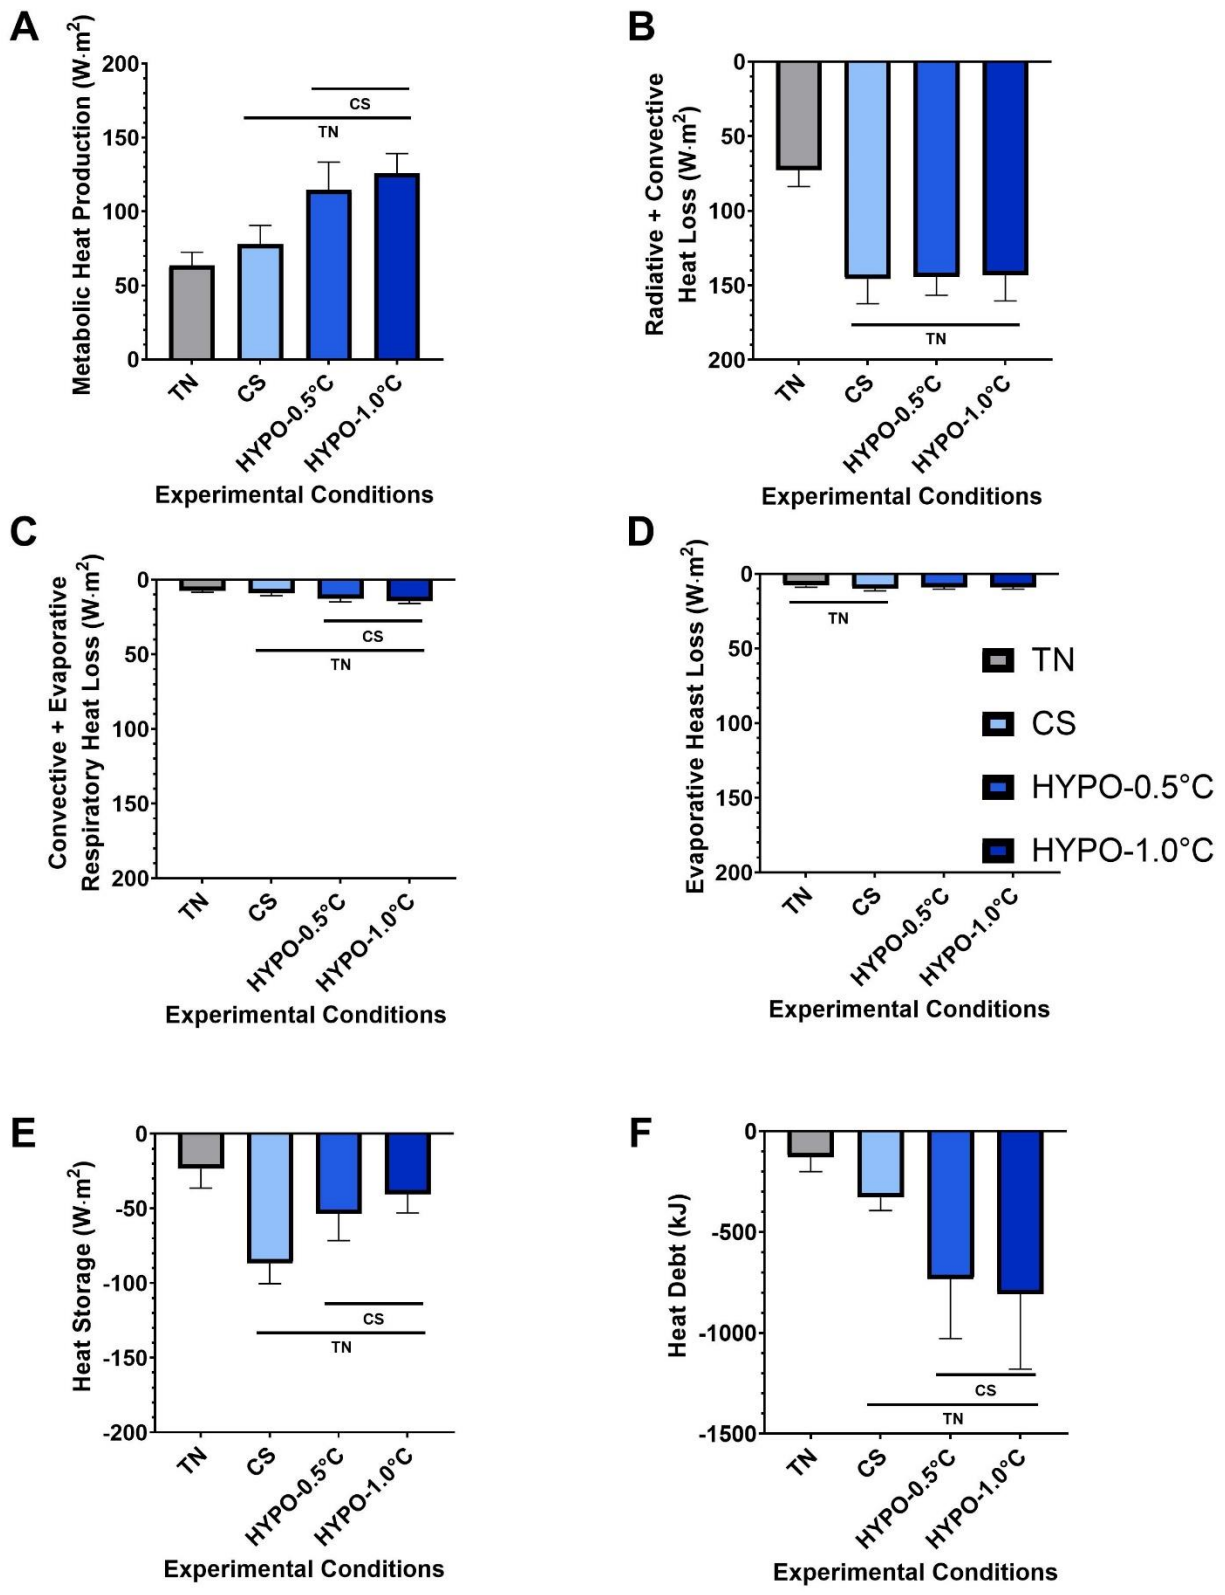 A
Metabolic Heat Production (W·m²)
200
150
100
50
0
CS
TN
TN
CS
HYPO-0.5°C
HYPO-1.0°C
Experimental Conditions
B
Radiative + Convective
Heat Loss (W·m²)
0
50
100
150
200
TN
TN
CS
HYPO-0.5°C
HYPO-1.0°C
Experimental Conditions
C
Convective + Evaporative
Respiratory Heat Loss (W·m²)
0
50
100
150
200
CS
TN
TN
CS
HYPO-0.5°C
HYPO-1.0°C
Experimental Conditions
D
Evaporative Heast Loss (W·m²)
0
50
100
150
200
TN
TN
CS
HYPO-0.5°C
HYPO-1.0°C
Experimental Conditions
TN
CS
HYPO-0.5°C
HYPO-1.0°C
E
Heat Storage (W·m²)
0
-50
-100
-150
-200
CS
TN
TN
CS
HYPO-0.5°C
HYPO-1.0°C
Experimental Conditions
F
Heat Debt (kJ)
0
-500
-1000
-1500
CS
TN
TN
CS
HYPO-0.5°C
HYPO-1.0°C
Experimental Conditions